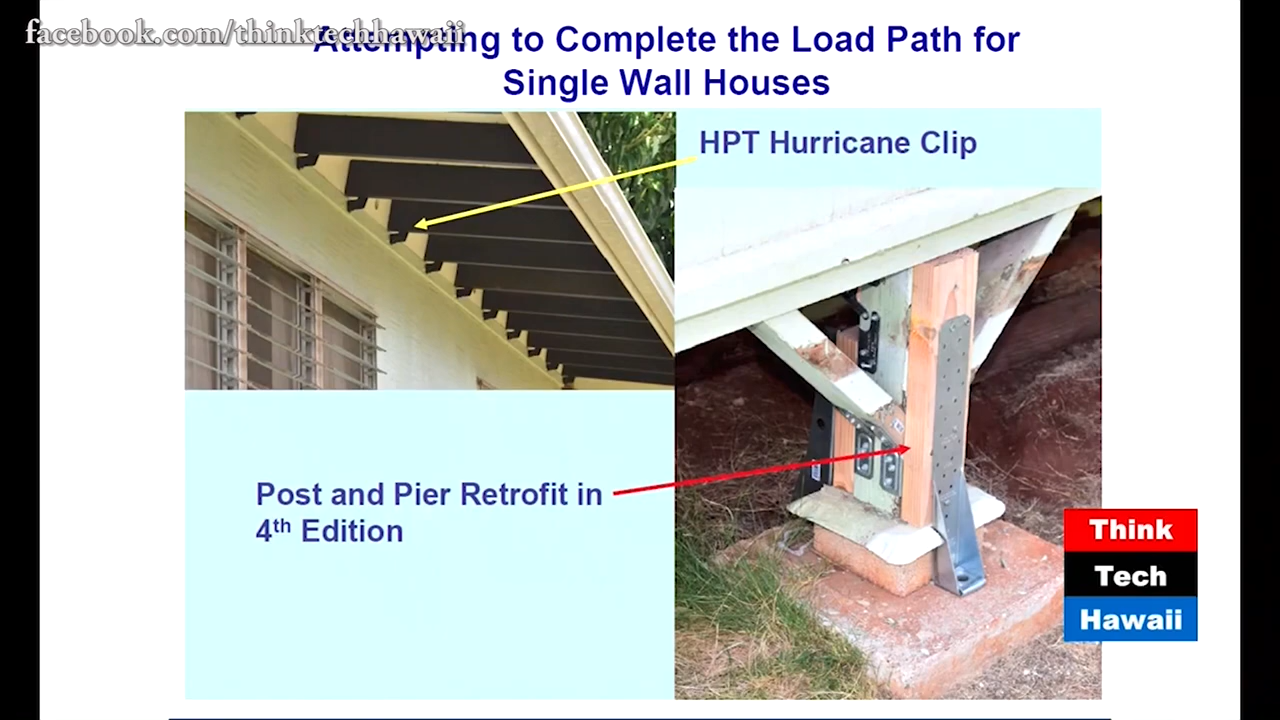 facebook.com/thinktechhawaii
Attempting to Complete the Load Path for
Single Wall Houses
HPT Hurricane Clip
Post and Pier Retrofit in
4th Edition
Think
Tech
Hawaii